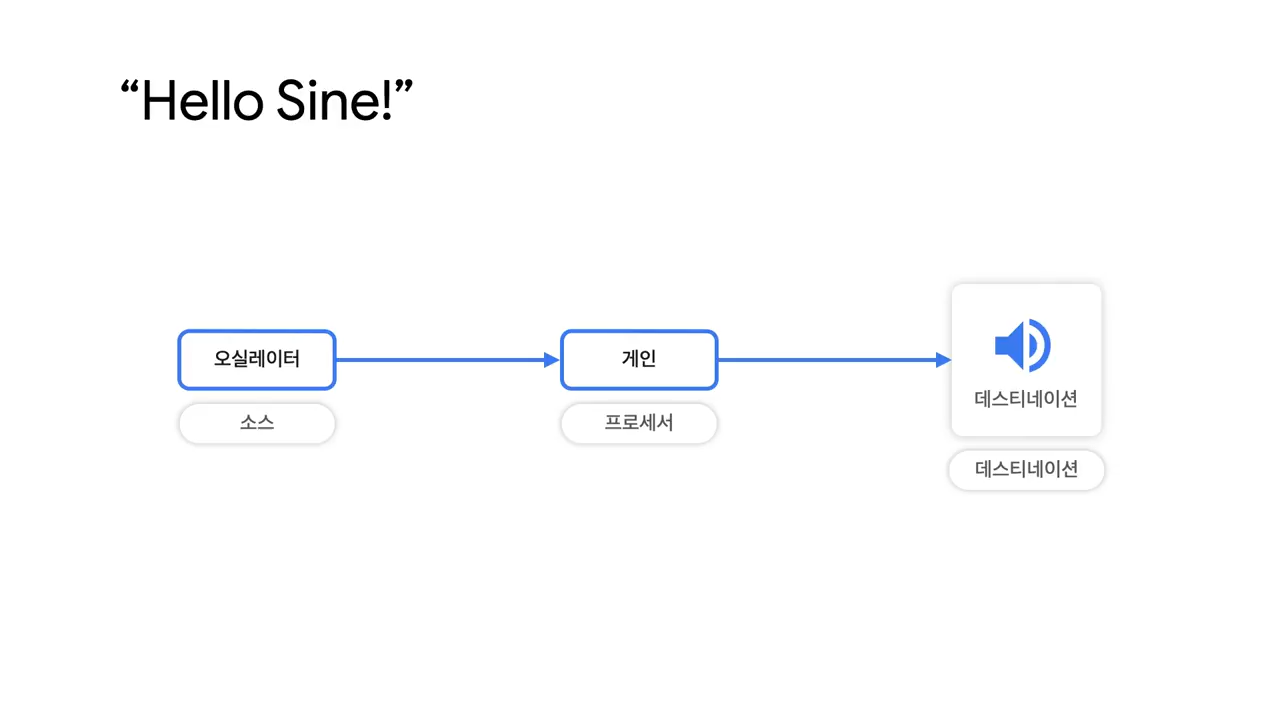 “Hello Sine!”
오실레이터
소스
게인
프로세서
데스티네이션
데스티네이션